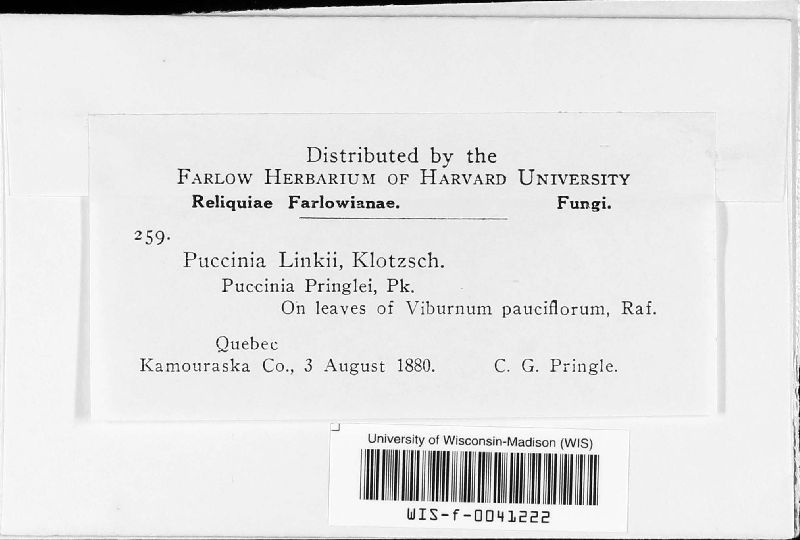 Distributed by the
FARLOW HERBARIUM OF HARVARD UNIVERSITY
Reliquiae Farlowianae. Fungi.
259.
Puccinia Linkii, Klotzsch.
Puccinia Pringlei, Pk.
On leaves of Viburnum pauciflorum, Raf.
Quebec
Kamouraska Co., 3 August 1880. C. G. Pringle.
University of Wisconsin-Madison (WIS)
WIS-f-0041222